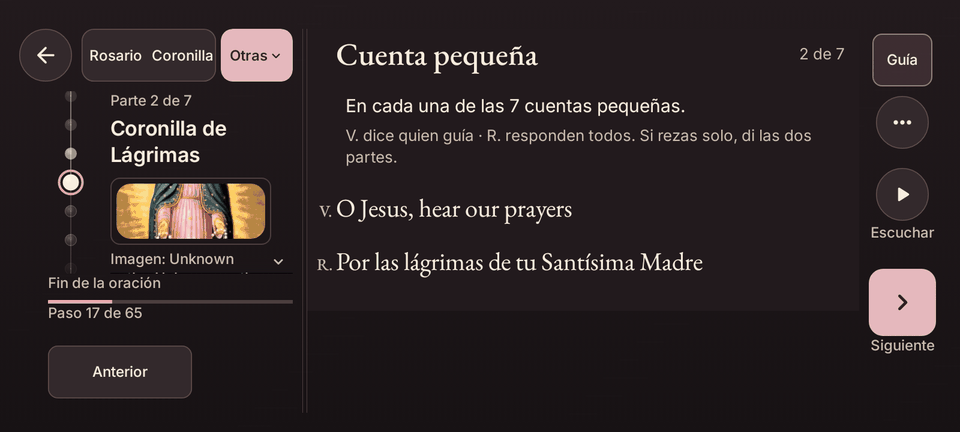 Rosario Coronilla Otras
Parte 2 de 7
Coronilla de
Lágrimas
Imagen: Unknown
Fin de la oración
Paso 17 de 65
Anterior
Cuenta pequeña
2 de 7
En cada una de las 7 cuentas pequeñas.
V. dice quien guía · R. responden todos. Si rezas solo, di las dos
partes.
V. O Jesus, hear our prayers
R. Por las lágrimas de tu Santísima Madre
Guía
Escuchar
Siguiente